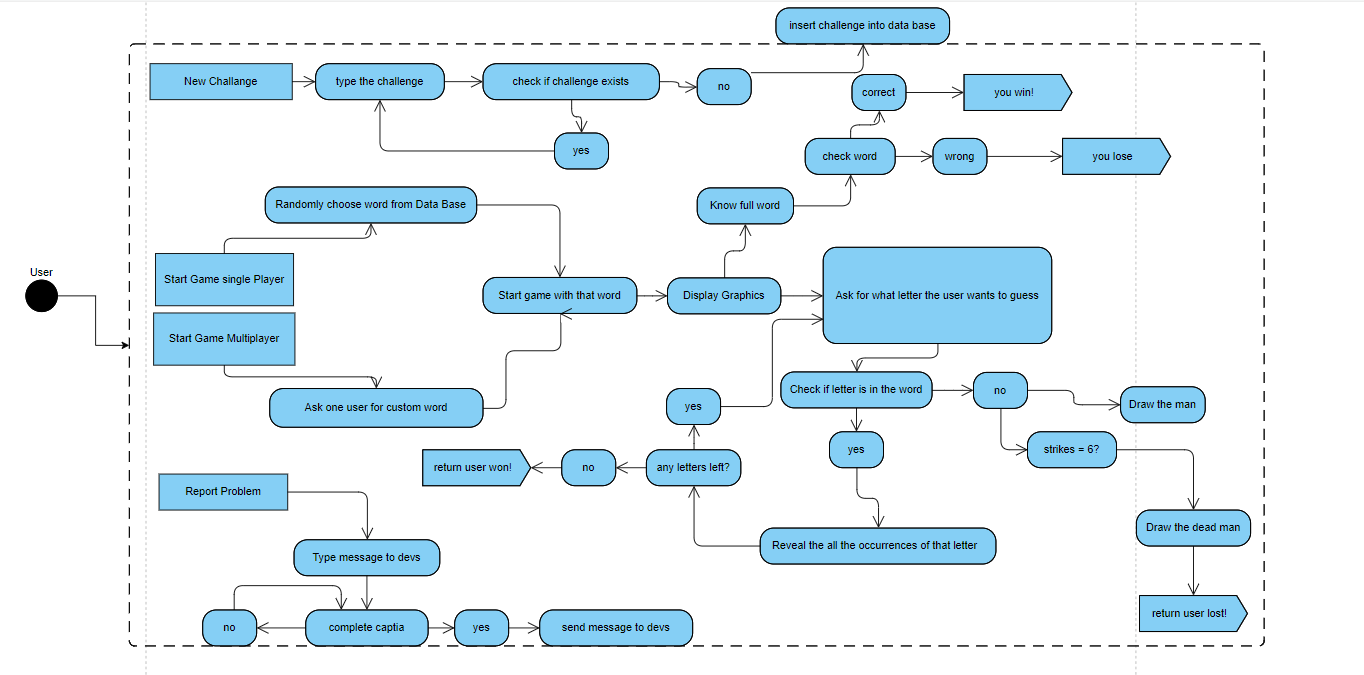 insert challenge into data base
New Challange
type the challenge
check if challenge exists
no
correct
you win!
yes
check word
wrong
you lose
Randomly choose word from Data Base
Know full word
User
Start Game single Player
Start game with that word
Display Graphics
Ask for what letter the user wants to guess
Start Game Multiplayer
Check if letter is in the word
no
Draw the man
Ask one user for custom word
yes
yes
strikes = 6?
return user won!
no
any letters left?
Report Problem
Draw the dead man
Reveal the all the occurrences of that letter
Type message to devs
return user lost!
no
complete captia
yes
send message to devs